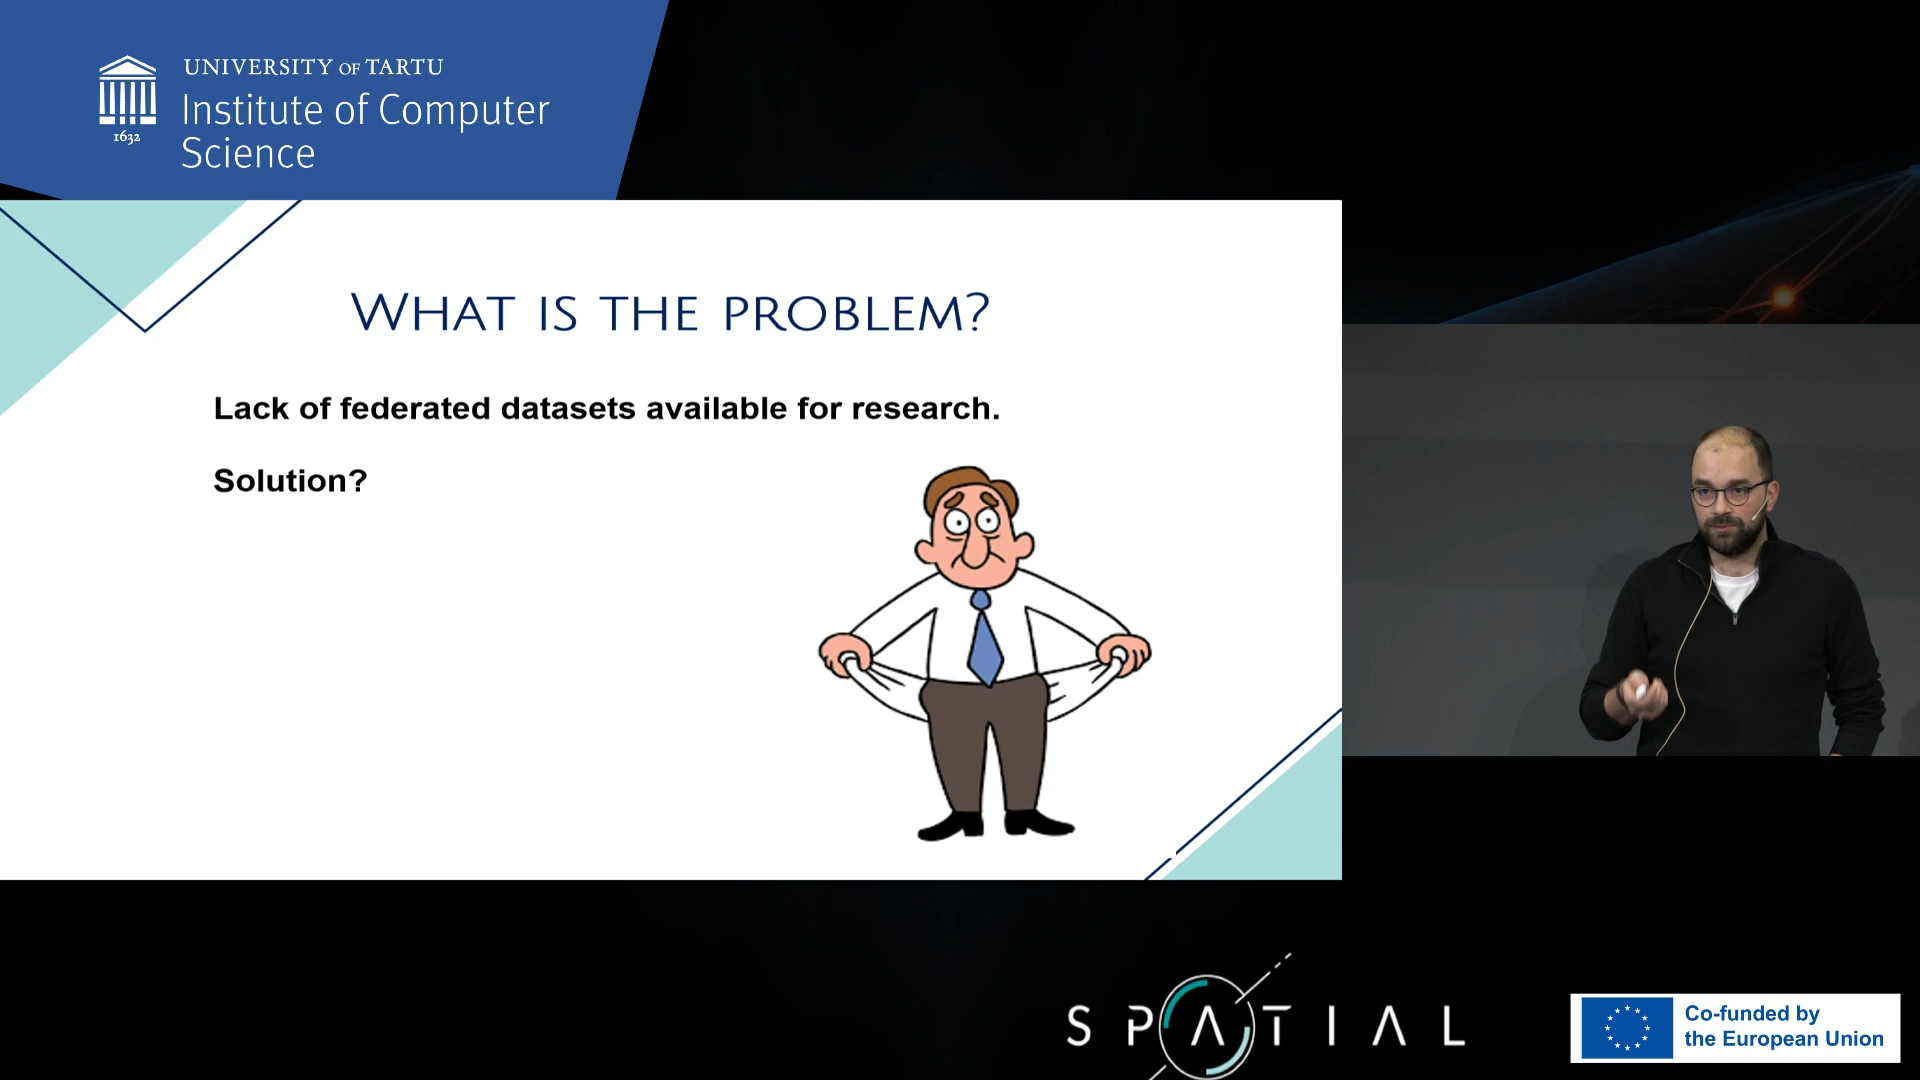 UNIVERSITY OF TARTU
Institute of Computer
Science
1632
WHAT IS THE PROBLEM?
Lack of federated datasets available for research.
Solution?
SPATIAL
Co-funded by
the European Union